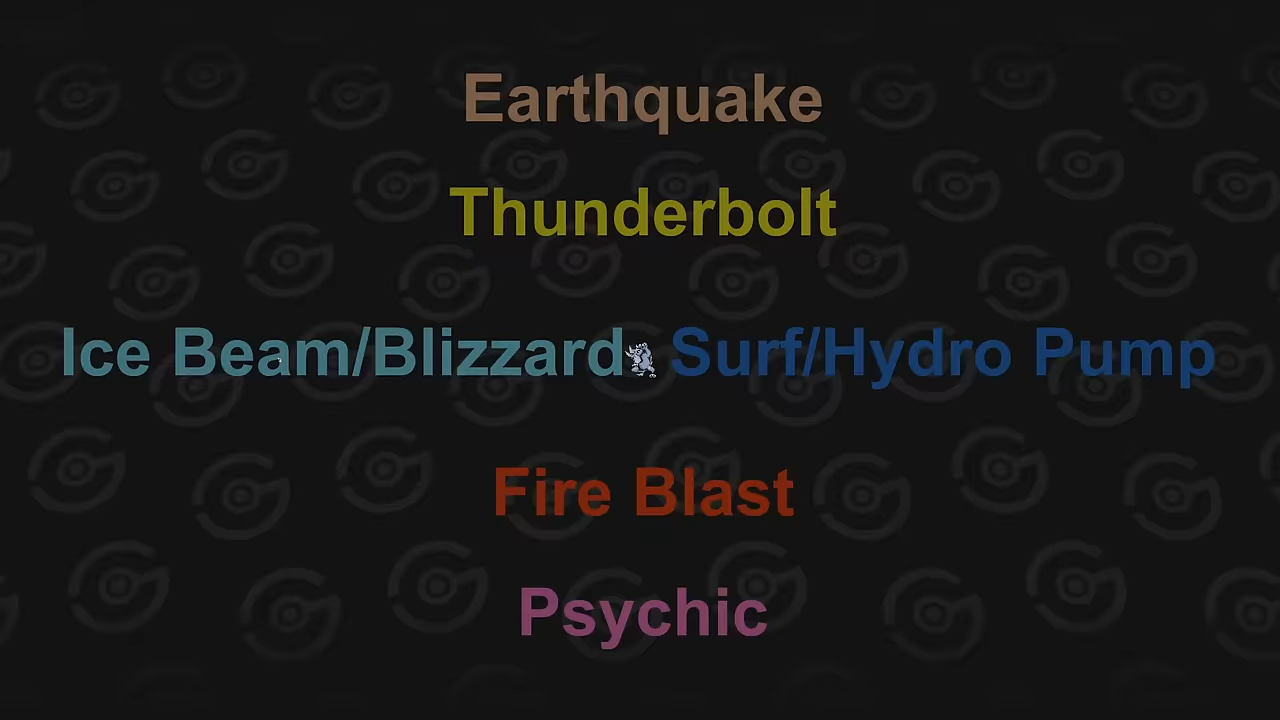 Earthquake
Thunderbolt
Ice Beam/Blizzard Surf/Hydro Pump
Fire Blast
Psychic